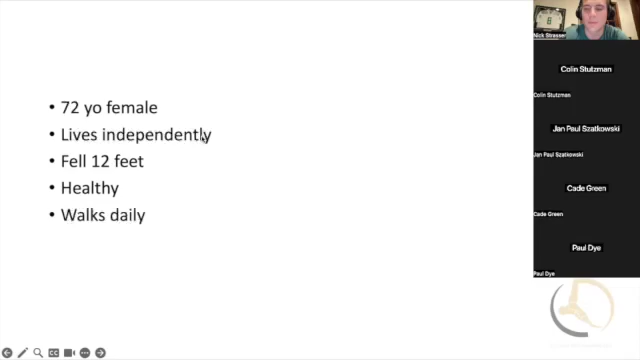 • 72 yo female
• Lives independently
• Fell 12 feet
• Healthy
• Walks daily
Nick Strasser
Colin Stutzman
Colin Stutzman
Jan Paul Szatkowski
Jan Paul Szatkowski
Cade Green
Cade Green
Paul Dye
Paul Dye
CC